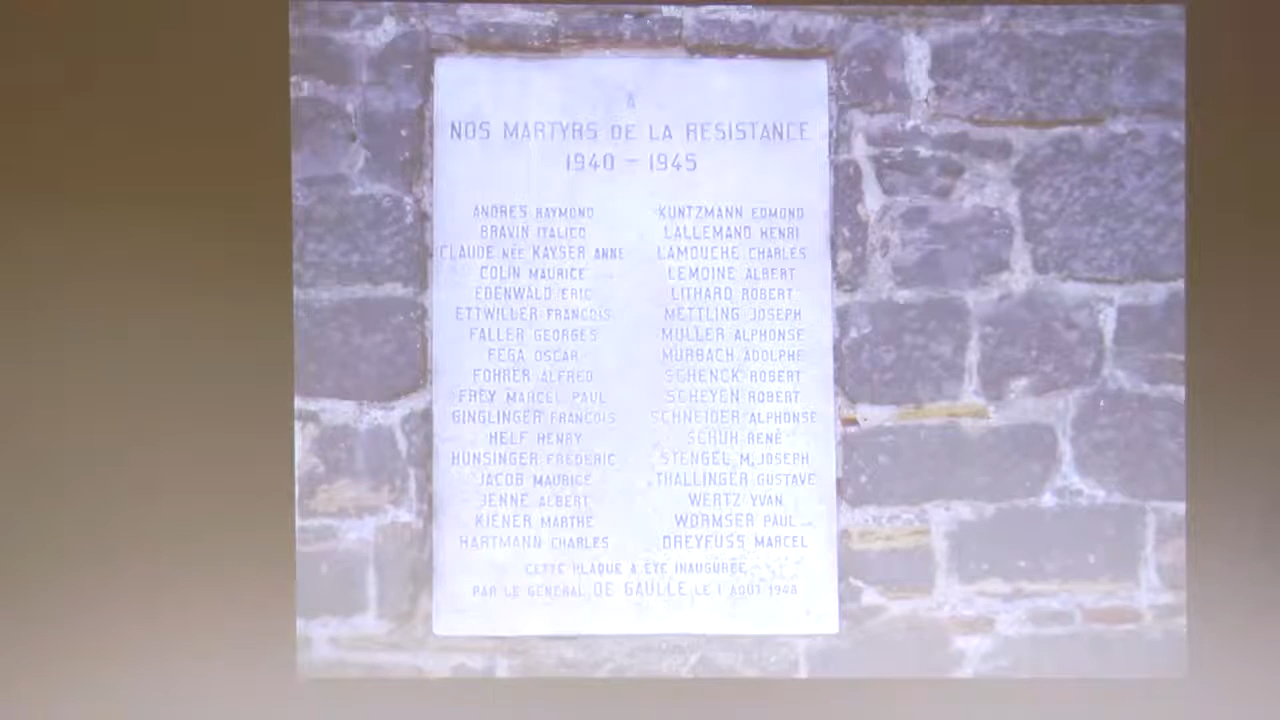 A
NOS MARTYRS DE LA RESISTANCE
1940 - 1945
ANDRES RAYMOND
BRAVIN ITALICO
CLAUDE NÉE KAYSER ANNE
COLIN MAURICE
EDENWALD ERIC
ETTWILLER FRANCOIS
FALLER GEORGES
FEGA OSCAR
FOHRER ALFRED
FREY MARCEL PAUL
GINGLINGER FRANCOIS
HELF HENRY
HUNSINGER FREDERIC
JACOB MAURICE
JENNE ALBERT
KIENER MARTHE
HARTMANN CHARLES
KUNTZMANN EDMOND
LALLEMAND HENRI
LAMOUCHE CHARLES
LEMOINE ALBERT
LITHARD ROBERT
METTLING JOSEPH
MULLER ALPHONSE
MURBACH ADOLPHE
SCHENCK ROBERT
SCHEYEN ROBERT
SCHNEIDER ALPHONSE
SCHUH RENÉ
STENGEL M. JOSEPH
THALLINGER GUSTAVE
WERTZ YVAN
WORMSER PAUL
DREYFUSS MARCEL
CETTE PLAQUE A ÉTÉ INAUGURÉE
PAR LE GÉNÉRAL DE GAULLE LE 1 AOÛT 1948